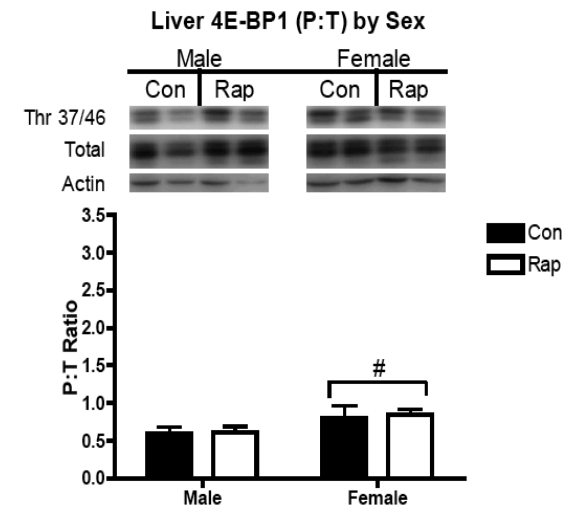 Liver 4E-BP1 (P:T) by Sex
Male Female
Con Rap Con Rap
Thr 37/46
Total
Actin
3.5
3.0
2.5
2.0
1.5
1.0
0.5
0.0
P:T Ratio
#
Con
Rap
Male Female